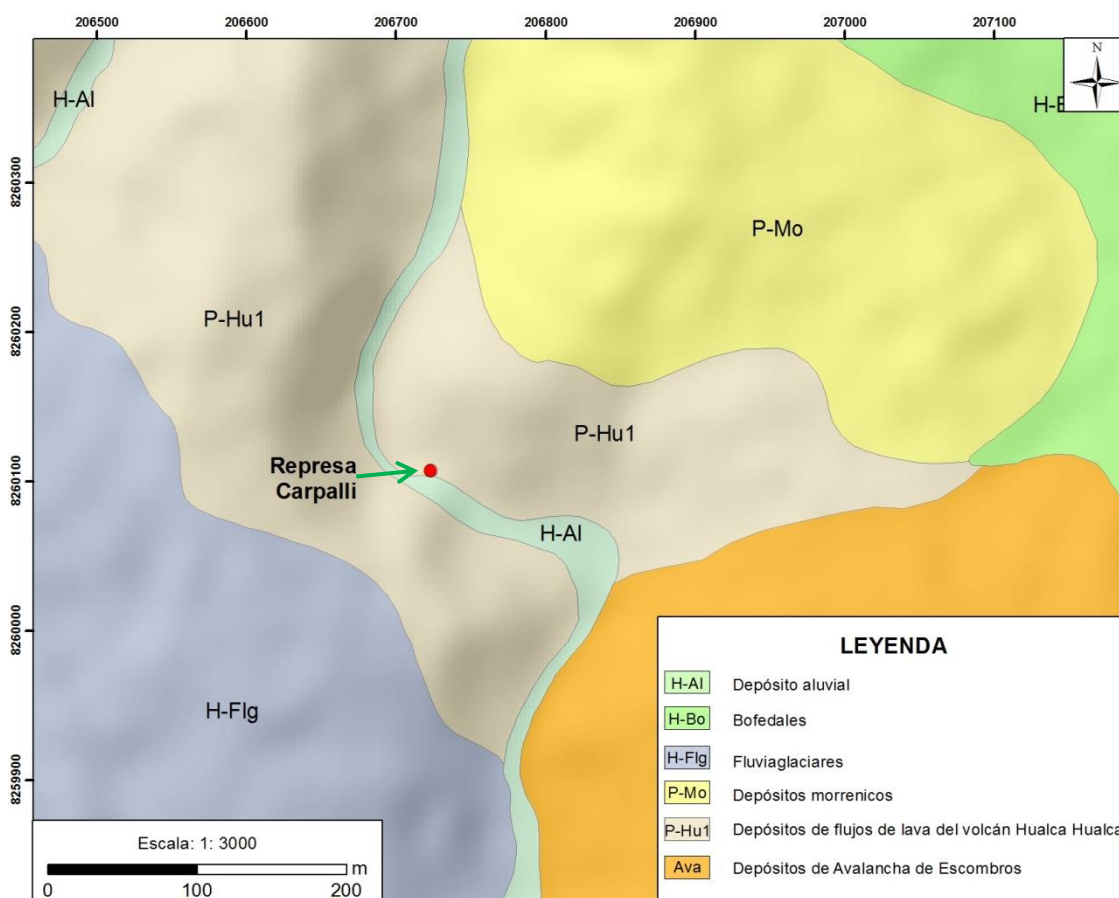 206500 206600 206700 206800 206900 207000 207100
N
H-Al
H-B
8260300
P-Mo
P-Hu1
8260200
P-Hu1
Represa
Carpalli
8260100
H-Al
8260000
H-Flg
8259900
LEYENDA
H-Al Depósito aluvial
H-Bo Bofedales
H-Flg Fluviaglaciares
P-Mo Depósitos morrenicos
P-Hu1 Depósitos de flujos de lava del volcán Hualca Hualca
Ava Depósitos de Avalancha de Escombros
Escala: 1: 3000
m
0 100 200